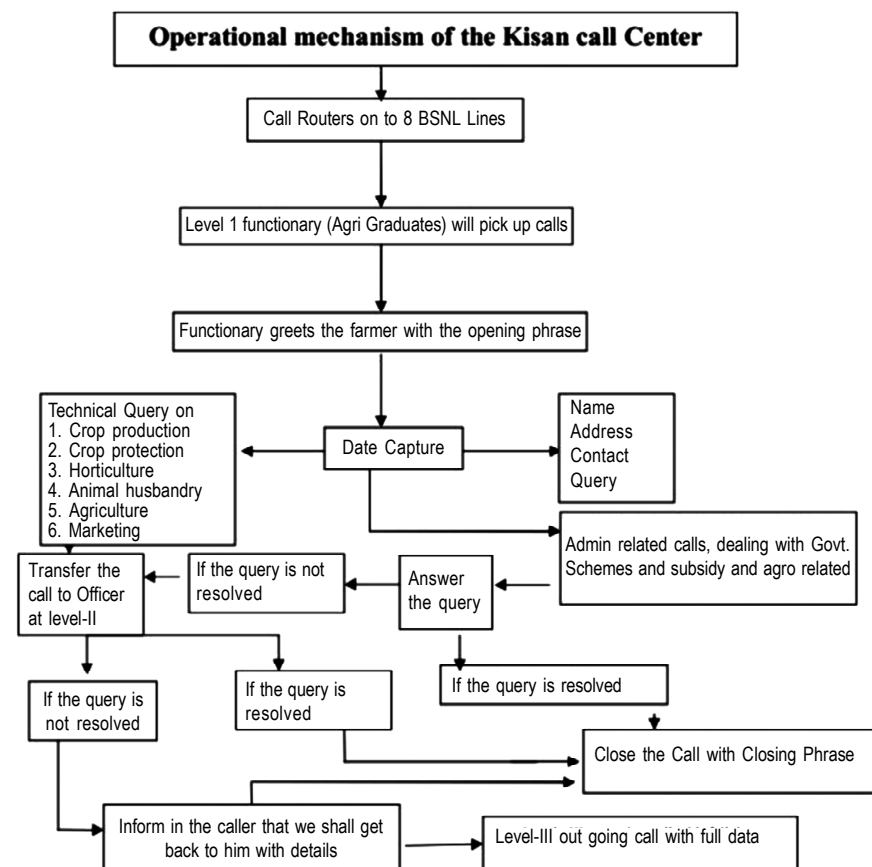 Operational mechanism of the Kisan call Center
Call Routers on to 8 BSNL Lines
Level 1 functionary (Agri Graduates) will pick up calls
Functionary greets the farmer with the opening phrase
Technical Query on
1. Crop production
2. Crop protection
3. Horticulture
4. Animal husbandry
5. Agriculture
6. Marketing
Date Capture
Name
Address
Contact
Query
Admin related calls, dealing with Govt.
Schemes and subsidy and agro related
Transfer the
call to Officer
at level-II
If the query is not
resolved
Answer
the query
If the query is
not resolved
If the query is
resolved
If the query is resolved
Close the Call with Closing Phrase
Inform in the caller that we shall get
back to him with details
Level-III out going call with full data